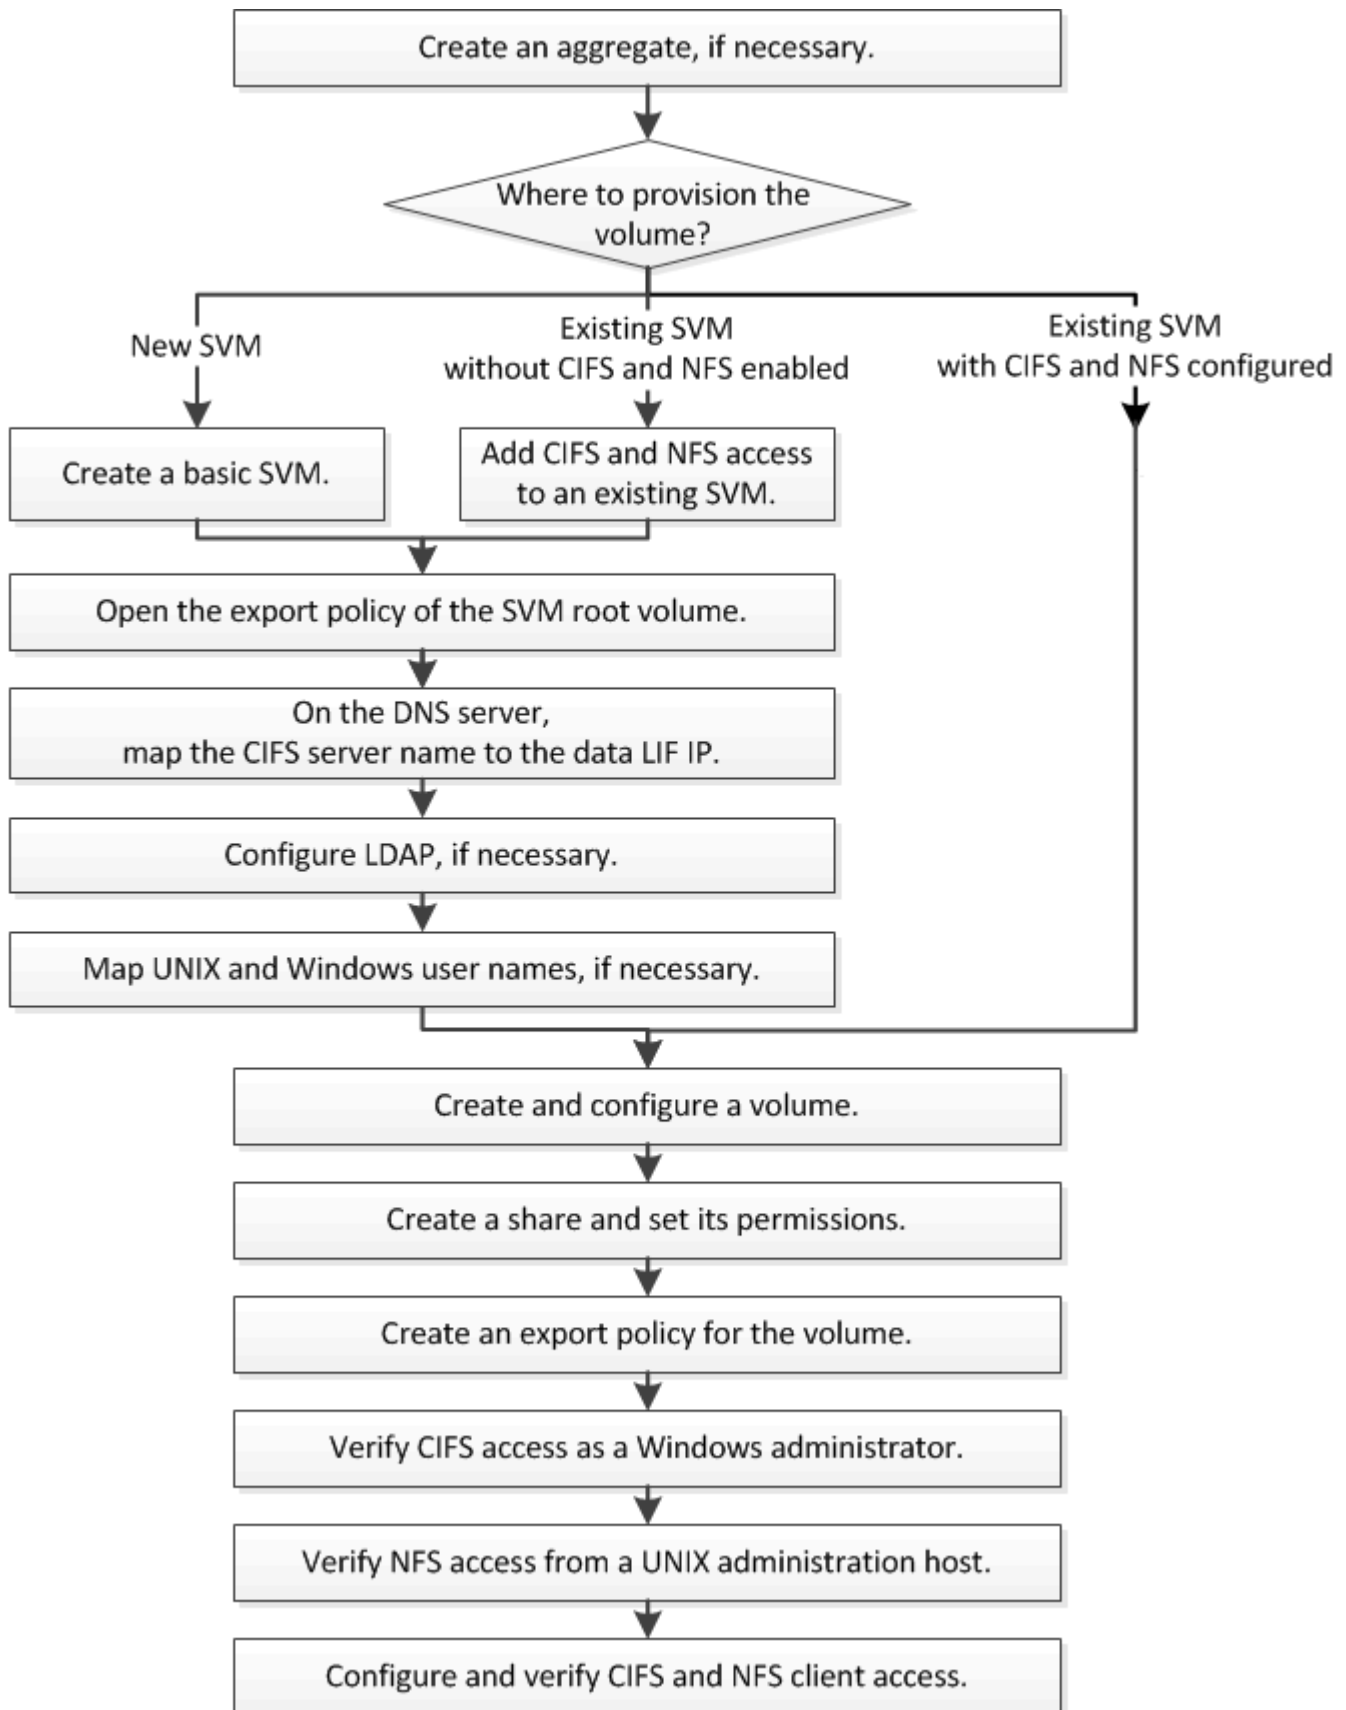 Create an aggregate, if necessary.
Where to provision the
volume?
New SVM
Existing SVM
without CIFS and NFS enabled
Existing SVM
with CIFS and NFS configured
Create a basic SVM.
Add CIFS and NFS access
to an existing SVM.
Open the export policy of the SVM root volume.
On the DNS server,
map the CIFS server name to the data LIF IP.
Configure LDAP, if necessary.
Map UNIX and Windows user names, if necessary.
Create and configure a volume.
Create a share and set its permissions.
Create an export policy for the volume.
Verify CIFS access as a Windows administrator.
Verify NFS access from a UNIX administration host.
Configure and verify CIFS and NFS client access.